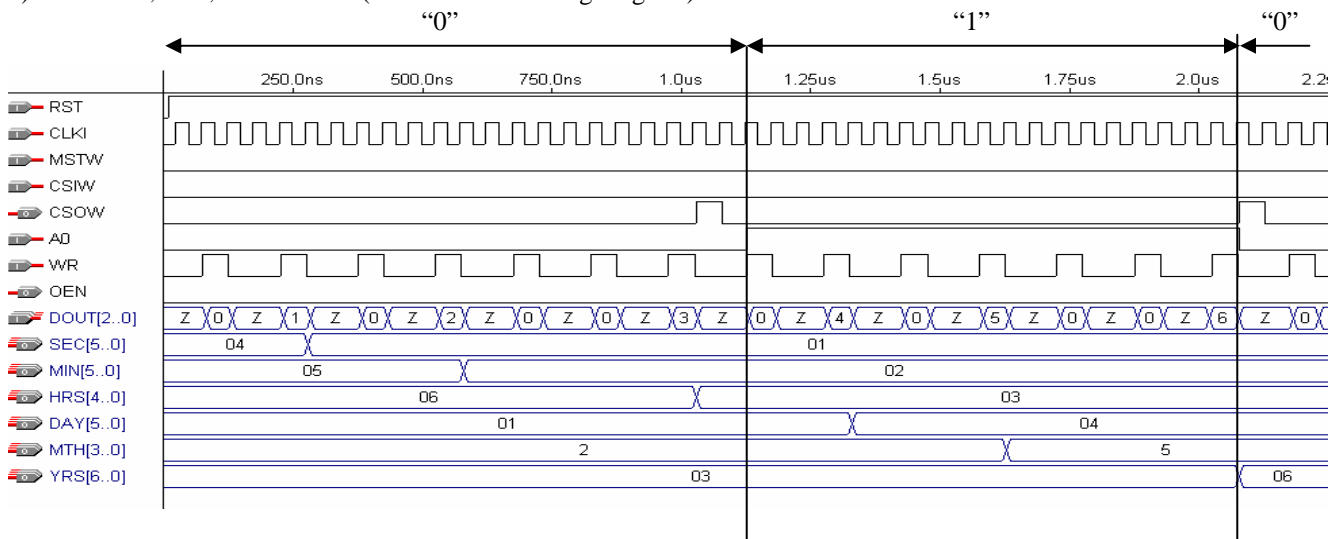 “0” “1” “0”
250.0ns 500.0ns 750.0ns 1.0us 1.25us 1.5us 1.75us 2.0us
RST
CLKI
MSTW
CSIW
CSOW
A0
WR
OEN
DOUT[2..0] Z 0 Z 1 Z 0 Z 2 Z 0 Z 0 Z 3 Z 0 Z 4 Z 0 Z 5 Z 0 Z 0 Z 6 Z 0
SEC[5..0] 04 01
MIN[5..0] 05 02
HRS[4..0] 06 03
DAY[5..0] 01 04
MTH[3..0] 2 5
YRS[6..0] 03 06